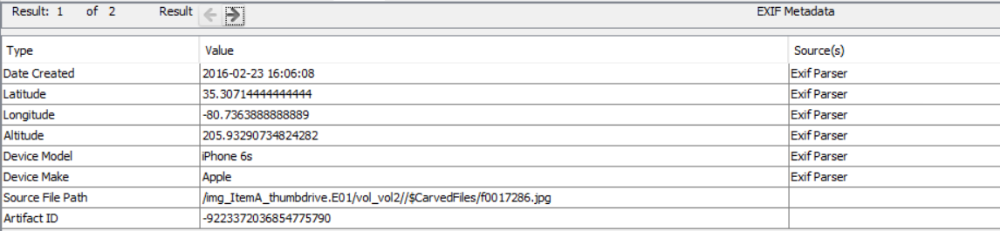 Result: 1 of 2 Result EXIF Metadata
Type Value Source(s)
Date Created 2016-02-23 16:06:08 Exif Parser
Latitude 35.30714444444444 Exif Parser
Longitude -80.7363888888889 Exif Parser
Altitude 205.93290734824282 Exif Parser
Device Model iPhone 6s Exif Parser
Device Make Apple Exif Parser
Source File Path /img_ItemA_thumbdrive.E01/vol_vol2//$CarvedFiles/f0017286.jpg
Artifact ID -9223372036854775790